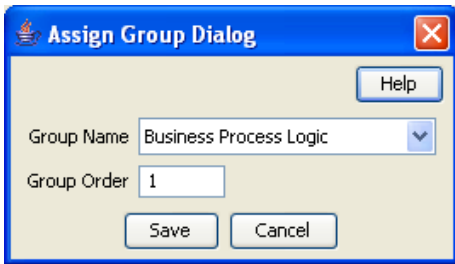 Assign Group Dialog
Help
Group Name Business Process Logic
Group Order 1
Save Cancel